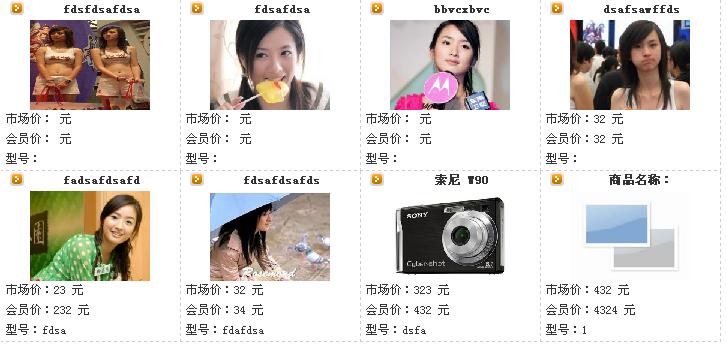 fdsfdsafdsa
fdsafdsa
bbvcxbvc
dsafsawffds
市场价： 元
市场价： 元
市场价： 元
市场价：32 元
会员价： 元
会员价： 元
会员价： 元
会员价：32 元
型号：
型号：
型号：
型号：
fadsafdsafd
fdsafdsafds
索尼 W90
商品名称：
Rosemond
SONY
Cyber-shot
市场价：23 元
市场价：32 元
市场价：323 元
市场价：432 元
会员价：232 元
会员价：34 元
会员价：432 元
会员价：4324 元
型号：fdsa
型号：fdafdsa
型号：dsfa
型号：1